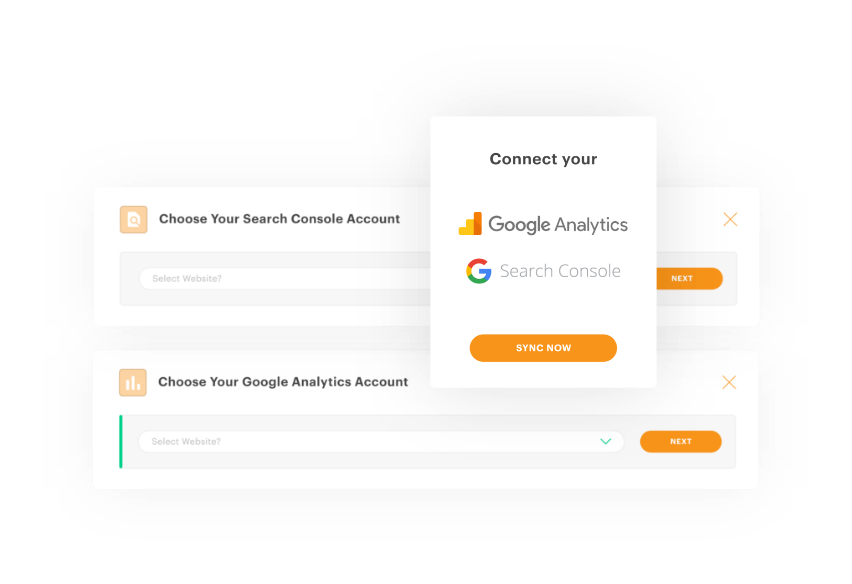 Connect your
Google Analytics
Search Console
SYNC NOW
Choose Your Search Console Account
Select Website?
NEXT
Choose Your Google Analytics Account
Select Website?
NEXT